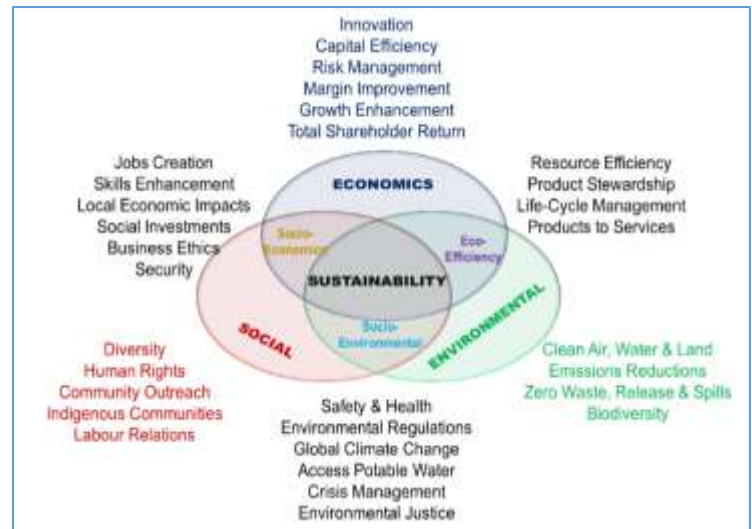 Innovation
Capital Efficiency
Risk Management
Margin Improvement
Growth Enhancement
Total Shareholder Return
Jobs Creation
Skills Enhancement
Local Economic Impacts
Social Investments
Business Ethics
Security
ECONOMICS
Resource Efficiency
Product Stewardship
Life-Cycle Management
Products to Services
Socio-
Economics
Eco-
Efficiency
SUSTAINABILITY
SOCIAL
Socio-
Environmental
ENVIRONMENTAL
Diversity
Human Rights
Community Outreach
Indigenous Communities
Labour Relations
Clean Air, Water & Land
Emissions Reductions
Zero Waste, Release & Spills
Biodiversity
Safety & Health
Environmental Regulations
Global Climate Change
Access Potable Water
Crisis Management
Environmental Justice